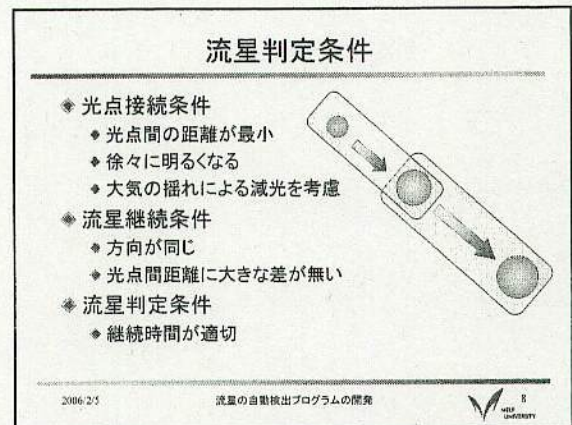 流星判定条件
光点接続条件
光点間の距離が最小
徐々に明るくなる
大気の揺れによる減光を考慮
流星継続条件
方向が同じ
光点間距離に大きな差が無い
流星判定条件
継続時間が適切
2006/2/5
流星の自動検出プログラムの開発
8
UNIVERSITY